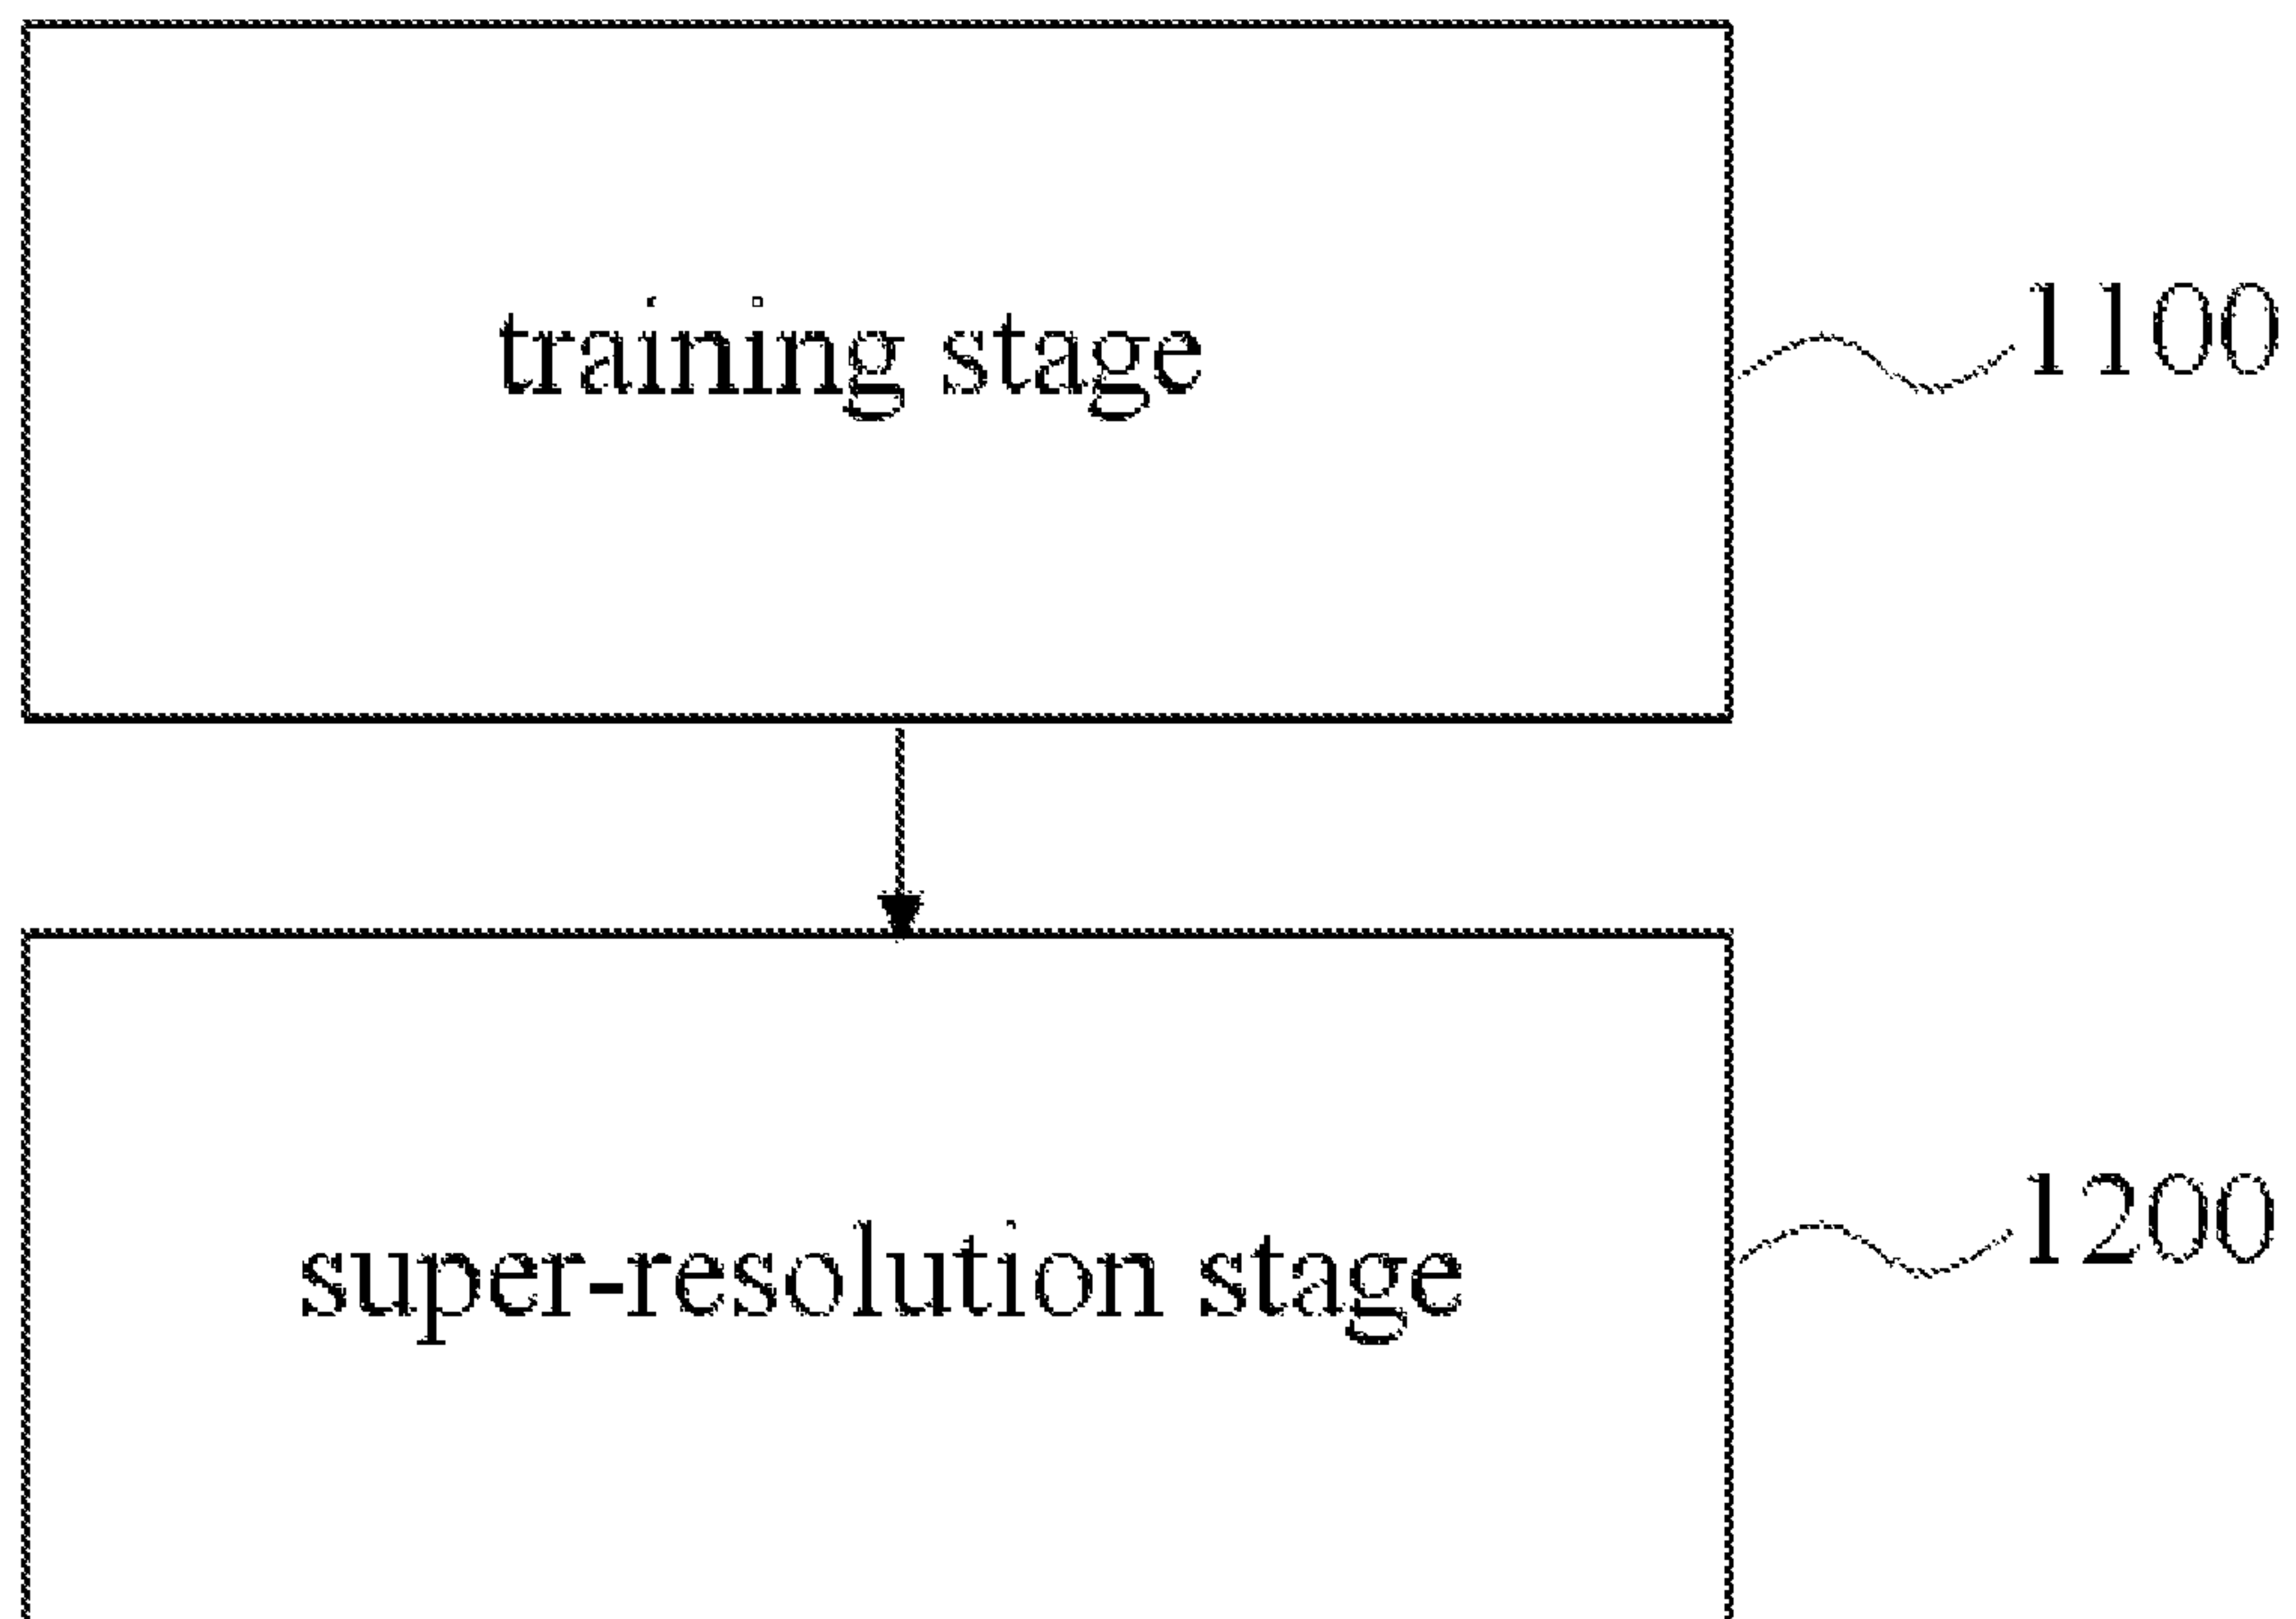 training stage
1100
super-resolution stage
1200